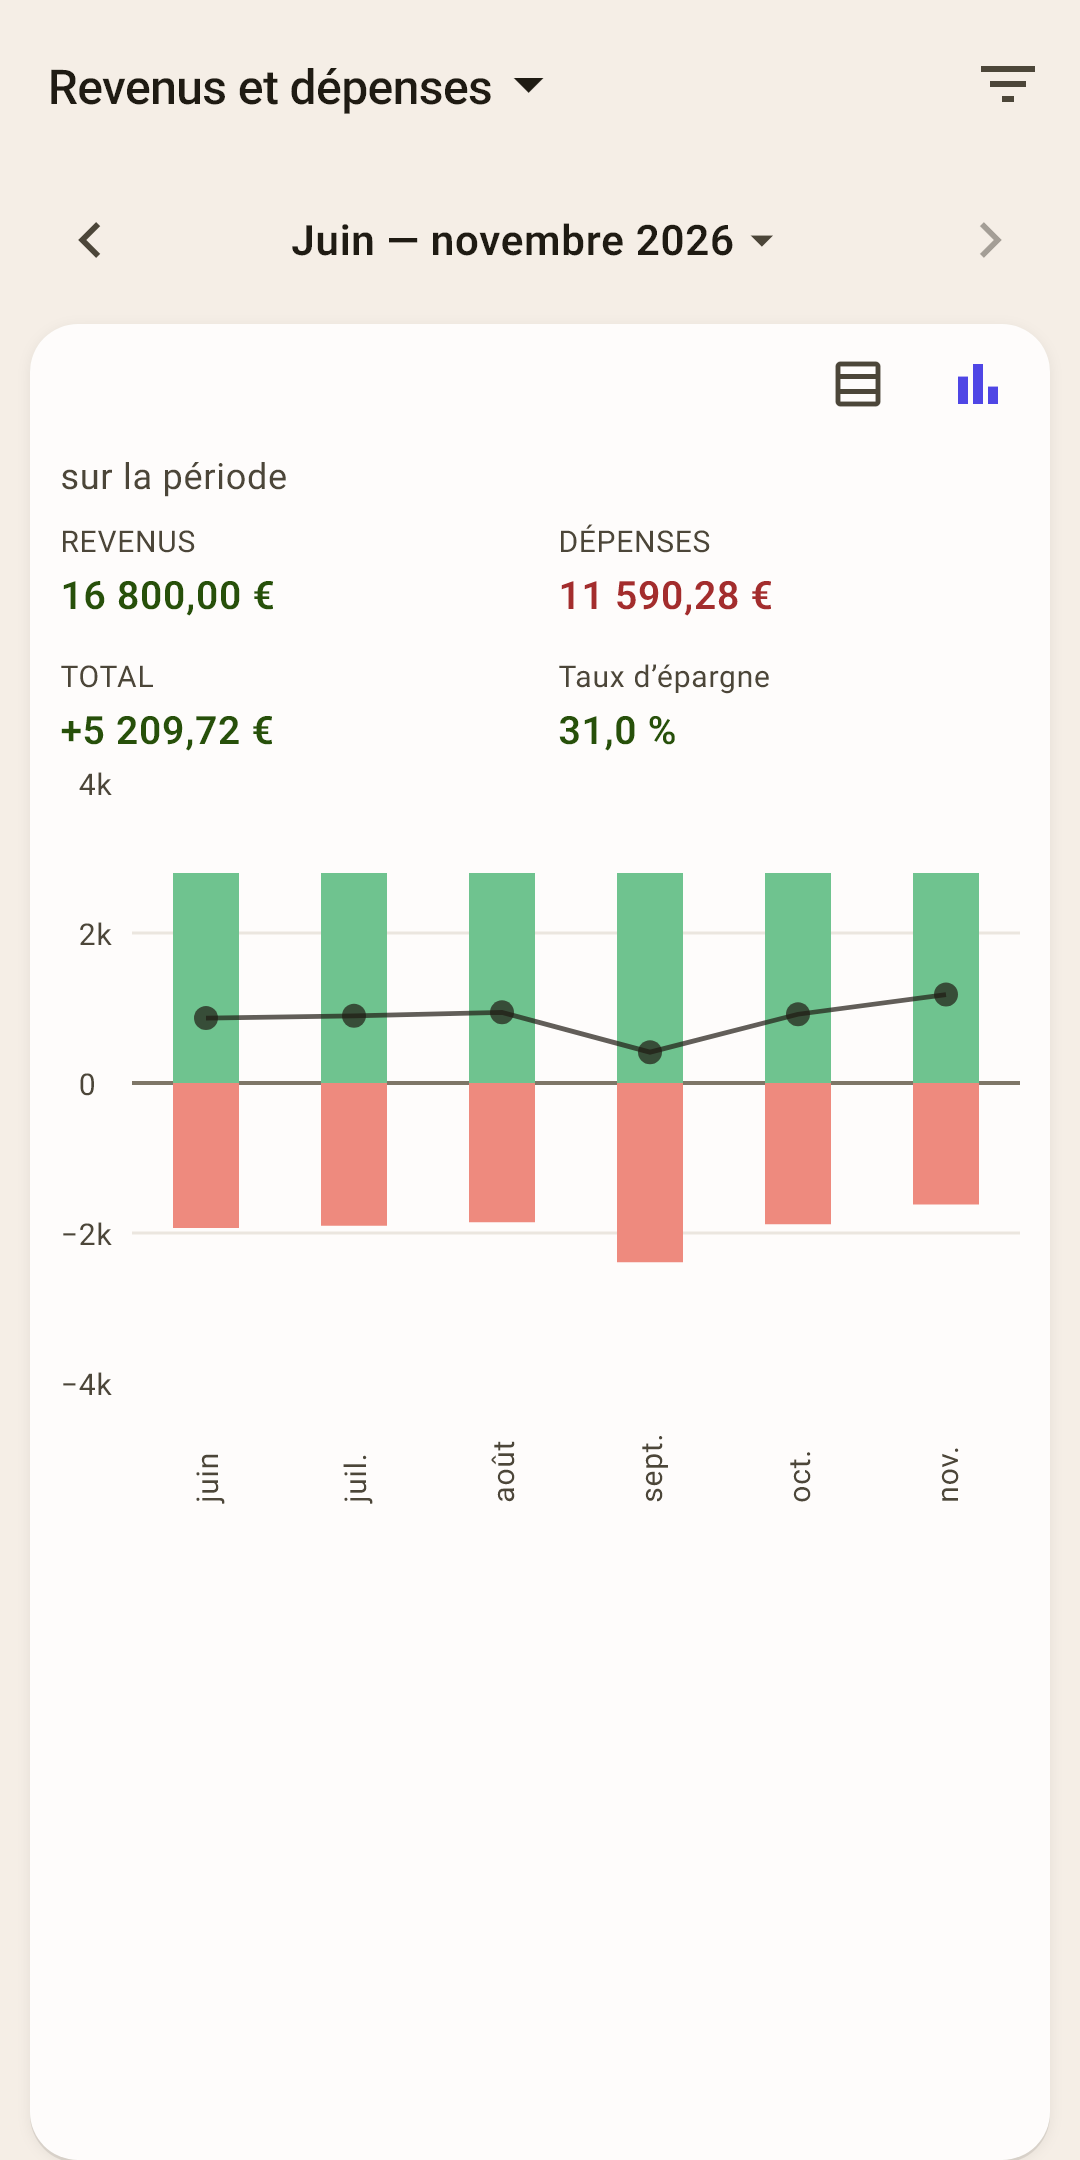 Revenus et dépenses
Juin — novembre 2026
sur la période
REVENUS
16 800,00 €
DÉPENSES
11 590,28 €
TOTAL
+5 209,72 €
Taux d’épargne
31,0 %
4k
2k
0
−2k
−4k
juin
juil.
août
sept.
oct.
nov.